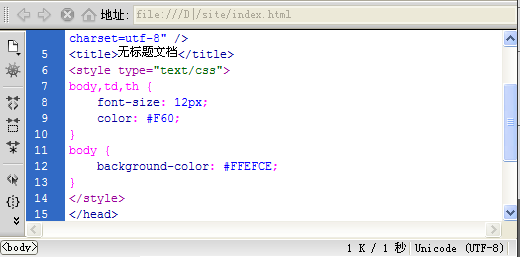 地址: file:///D|/site/index.html
charset=utf-8" />
5 <title>无标题文档</title>
6 <style type="text/css">
7 body,td,th {
8 font-size: 12px;
9 color: #F60;
10 }
11 body {
12 background-color: #FFEFCE;
13 }
14 </style>
15 </head>
<body> 1 K / 1 秒 Unicode (UTF-8)